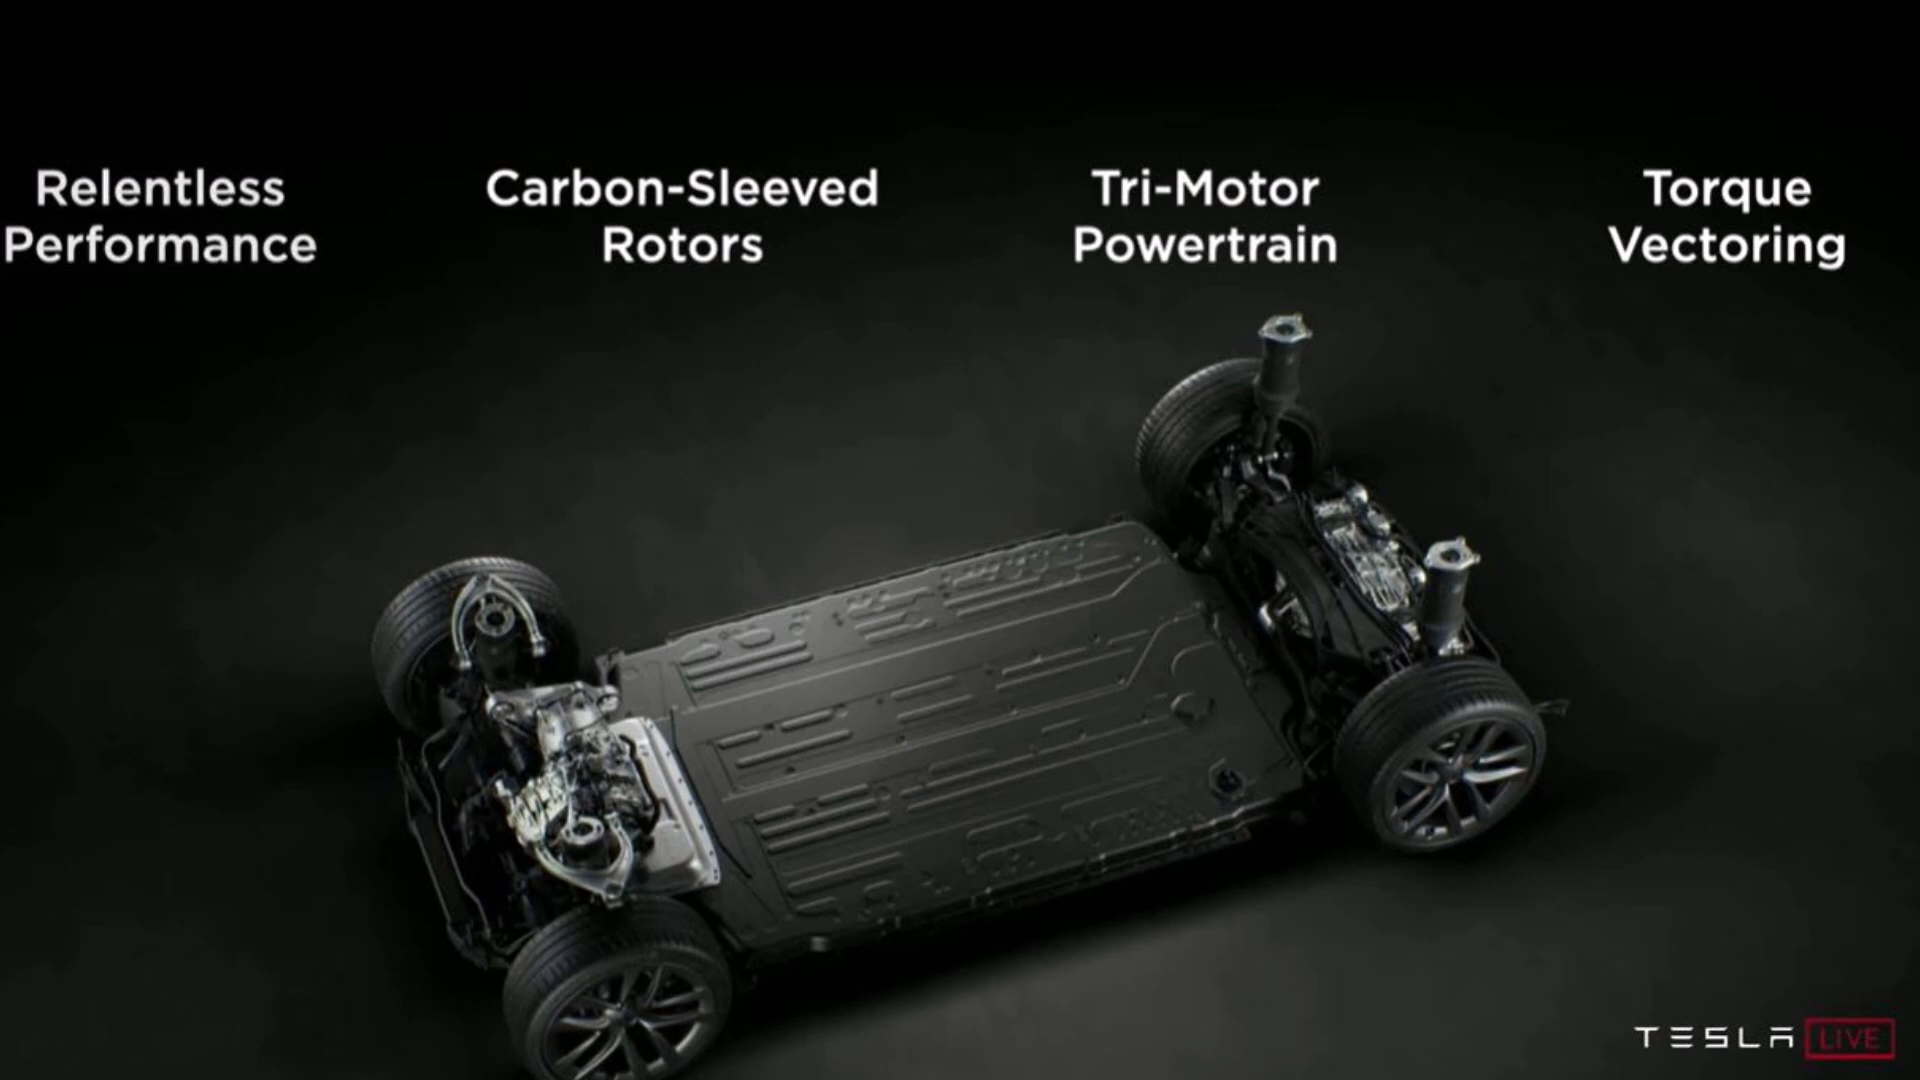 Relentless
Performance
Carbon-Sleeved
Rotors
Tri-Motor
Powertrain
Torque
Vectoring
TESLA LIVE